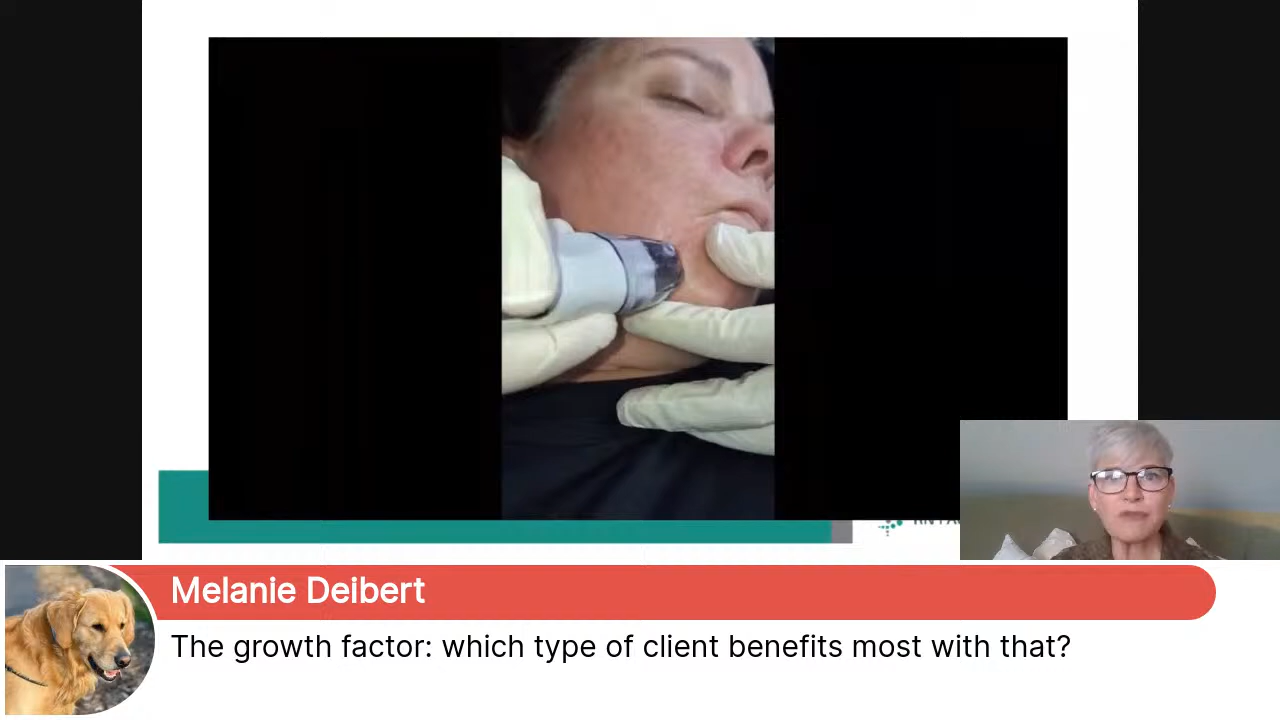 Melanie Deibert
The growth factor: which type of client benefits most with that?